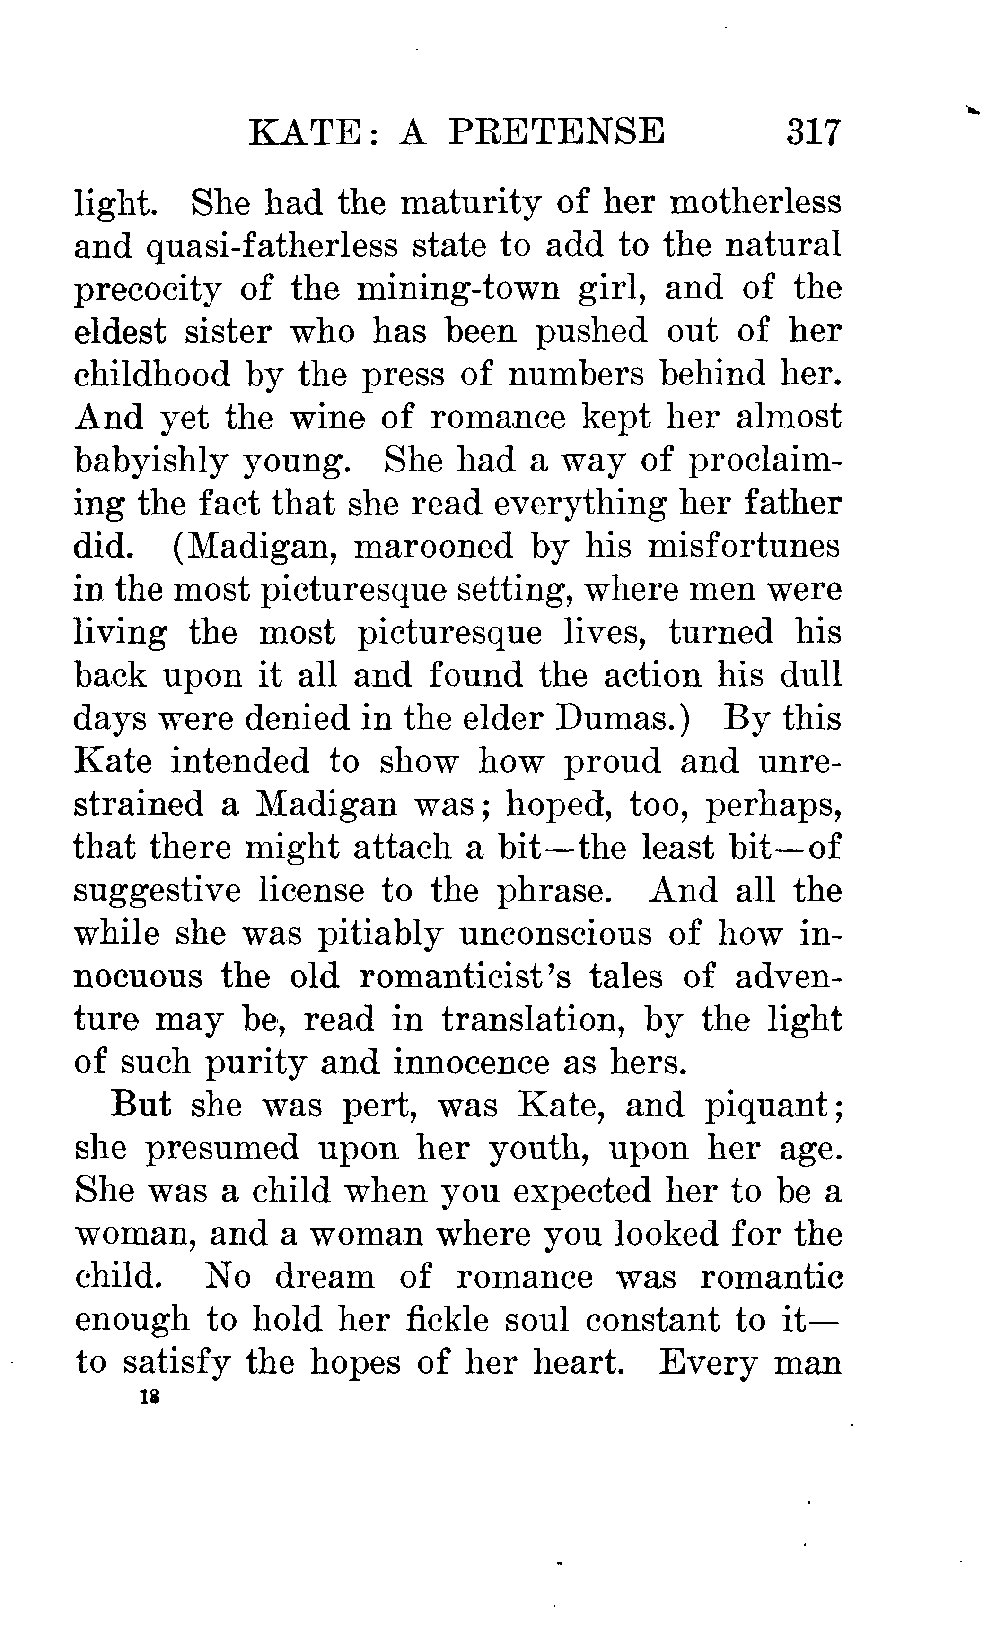 KATE: A PRETENSE 317
light. She had the maturity of her motherless
and quasi-fatherless state to add to the natural
precocity of the mining-town girl, and of the
eldest sister who has been pushed out of her
childhood by the press of numbers behind her.
And yet the wine of romance kept her almost
babyishly young. She had a way of proclaim-
ing the fact that she read everything her father
did. (Madigan, marooned by his misfortunes
in the most picturesque setting, where men were
living the most picturesque lives, turned his
back upon it all and found the action his dull
days were denied in the elder Dumas.) By this
Kate intended to show how proud and unre-
strained a Madigan was; hoped, too, perhaps,
that there might attach a bit—the least bit—of
suggestive license to the phrase. And all the
while she was pitiably unconscious of how in-
nocuous the old romanticist's tales of adven-
ture may be, read in translation, by the light
of such purity and innocence as hers.
But she was pert, was Kate, and piquant;
she presumed upon her youth, upon her age.
She was a child when you expected her to be a
woman, and a woman where you looked for the
child. No dream of romance was romantic
enough to hold her fickle soul constant to it—
to satisfy the hopes of her heart. Every man
18